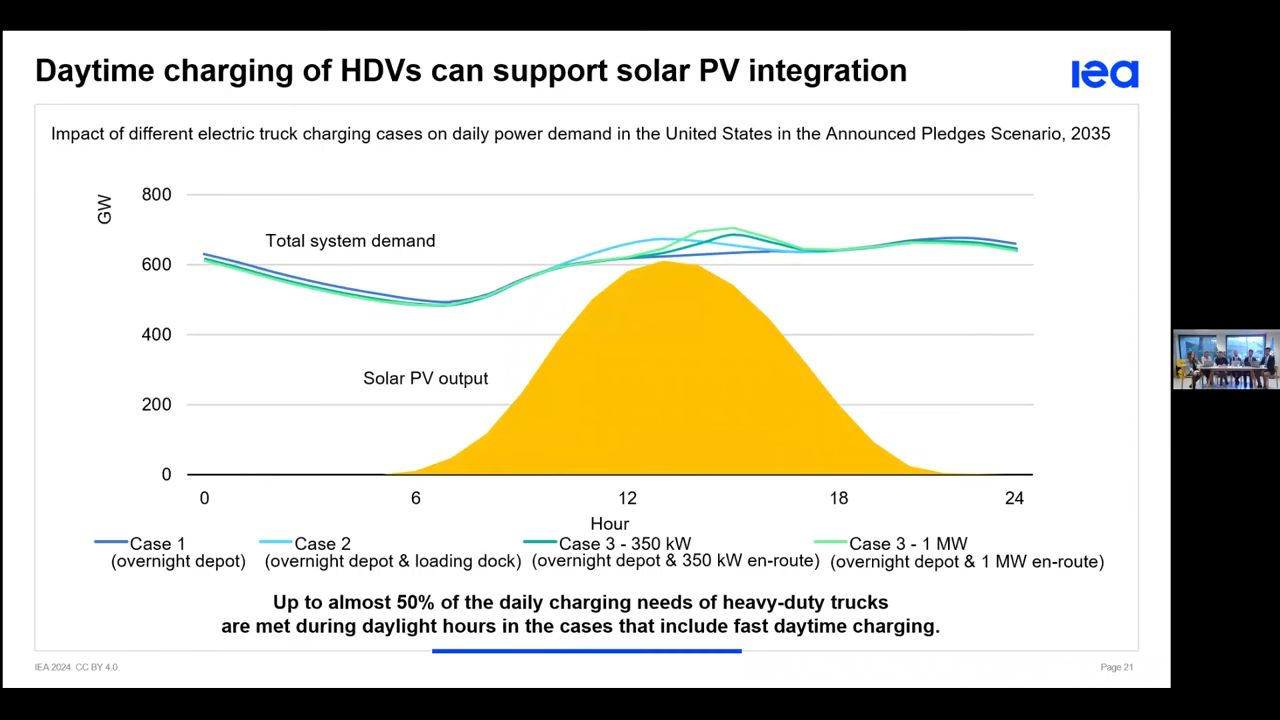 Daytime charging of HDVs can support solar PV integration
iea
Impact of different electric truck charging cases on daily power demand in the United States in the Announced Pledges Scenario, 2035
GW
800
600
400
200
0
Total system demand
Solar PV output
0 6 12 18 24
Hour
Case 1
(overnight depot)
Case 2
(overnight depot & loading dock)
Case 3 - 350 kW
(overnight depot & 350 kW en-route)
Case 3 - 1 MW
(overnight depot & 1 MW en-route)
Up to almost 50% of the daily charging needs of heavy-duty trucks
are met during daylight hours in the cases that include fast daytime charging.
IEA 2024. CC BY 4.0.
Page 21